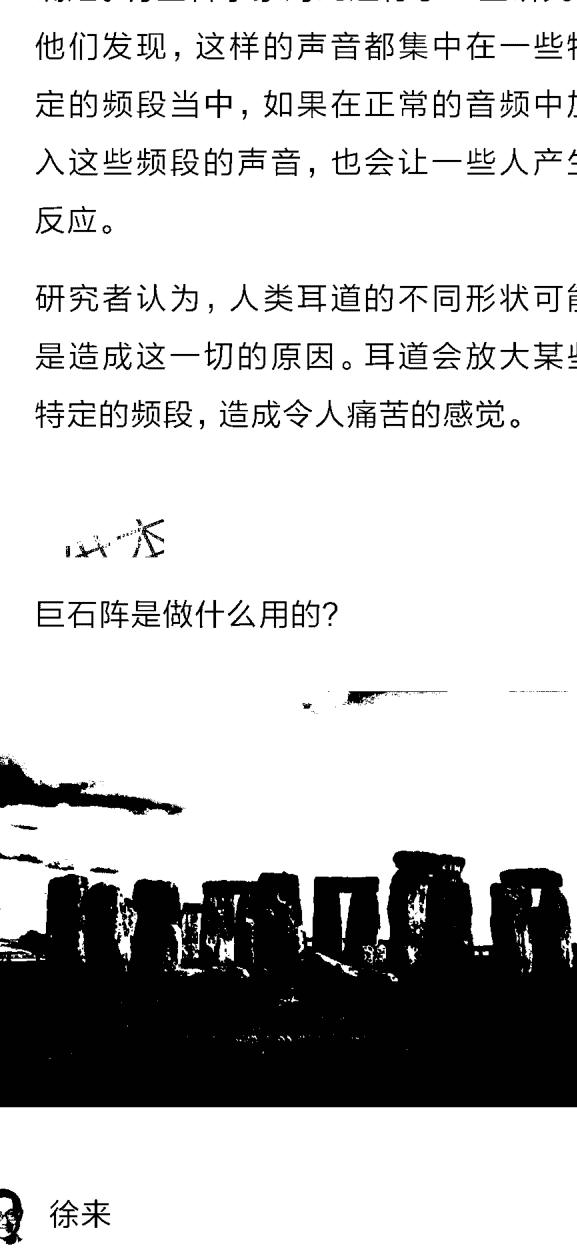 他们发现，这样的声音都集中在一些特
定的频段当中，如果在正常的音频中加
入这些频段的声音，也会让一些人产生
反应。
研究者认为，人类耳道的不同形状可能
是造成这一切的原因。耳道会放大某些
特定的频段，造成令人痛苦的感觉。
巨石阵是做什么用的？
徐来